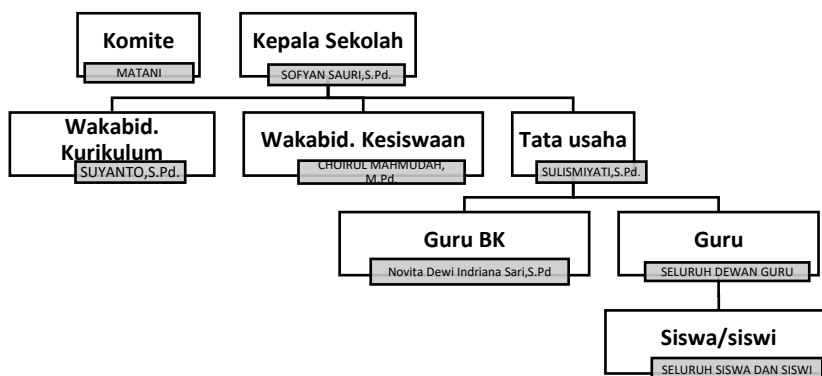 Komite
MATANI
Kepala Sekolah
SOFYAN SAURI,S.Pd.
Wakabid.
Kurikulum
SUYANTO,S.Pd.
Wakabid. Kesiswaan
CHOIRUL MAHMUDAH,
M.Pd.
Tata usaha
SULISMIYATI,S.Pd.
Guru BK
Novita Dewi Indriana Sari,S.Pd
Guru
SELURUH DEWAN GURU
Siswa/siswi
SELURUH SISWA DAN SISWI